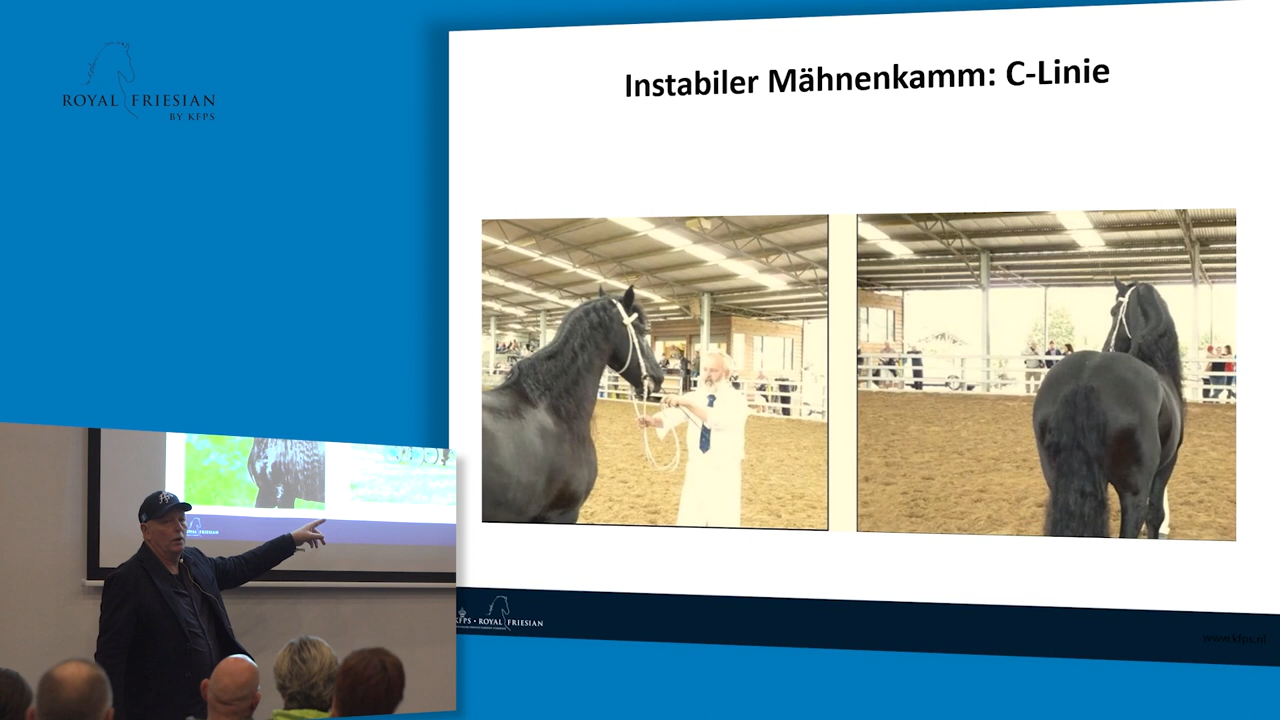 ROYAL FRIESIAN
BY KFPS
Instabiler Mähnenkamm: C-Linie
KFPS • ROYAL FRIESIAN
www.kfps.nl